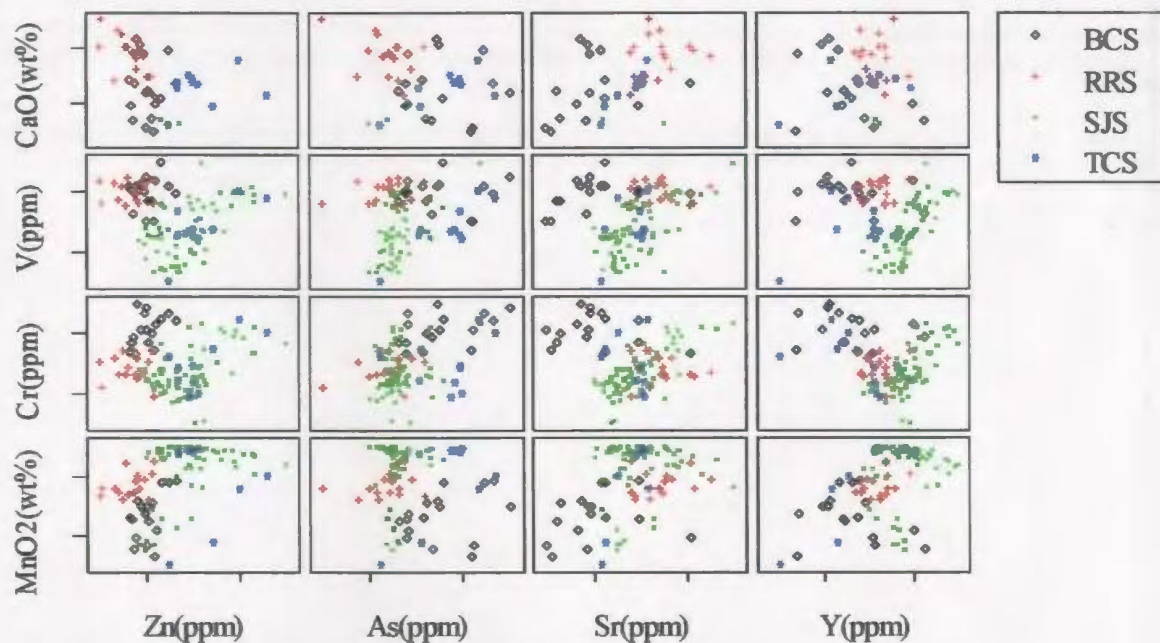 CaO(wt%)
V(ppm)
Cr(ppm)
MnO2(wt%)
Zn(ppm)
As(ppm)
Sr(ppm)
Y(ppm)
BCS
RRS
SJS
TCS